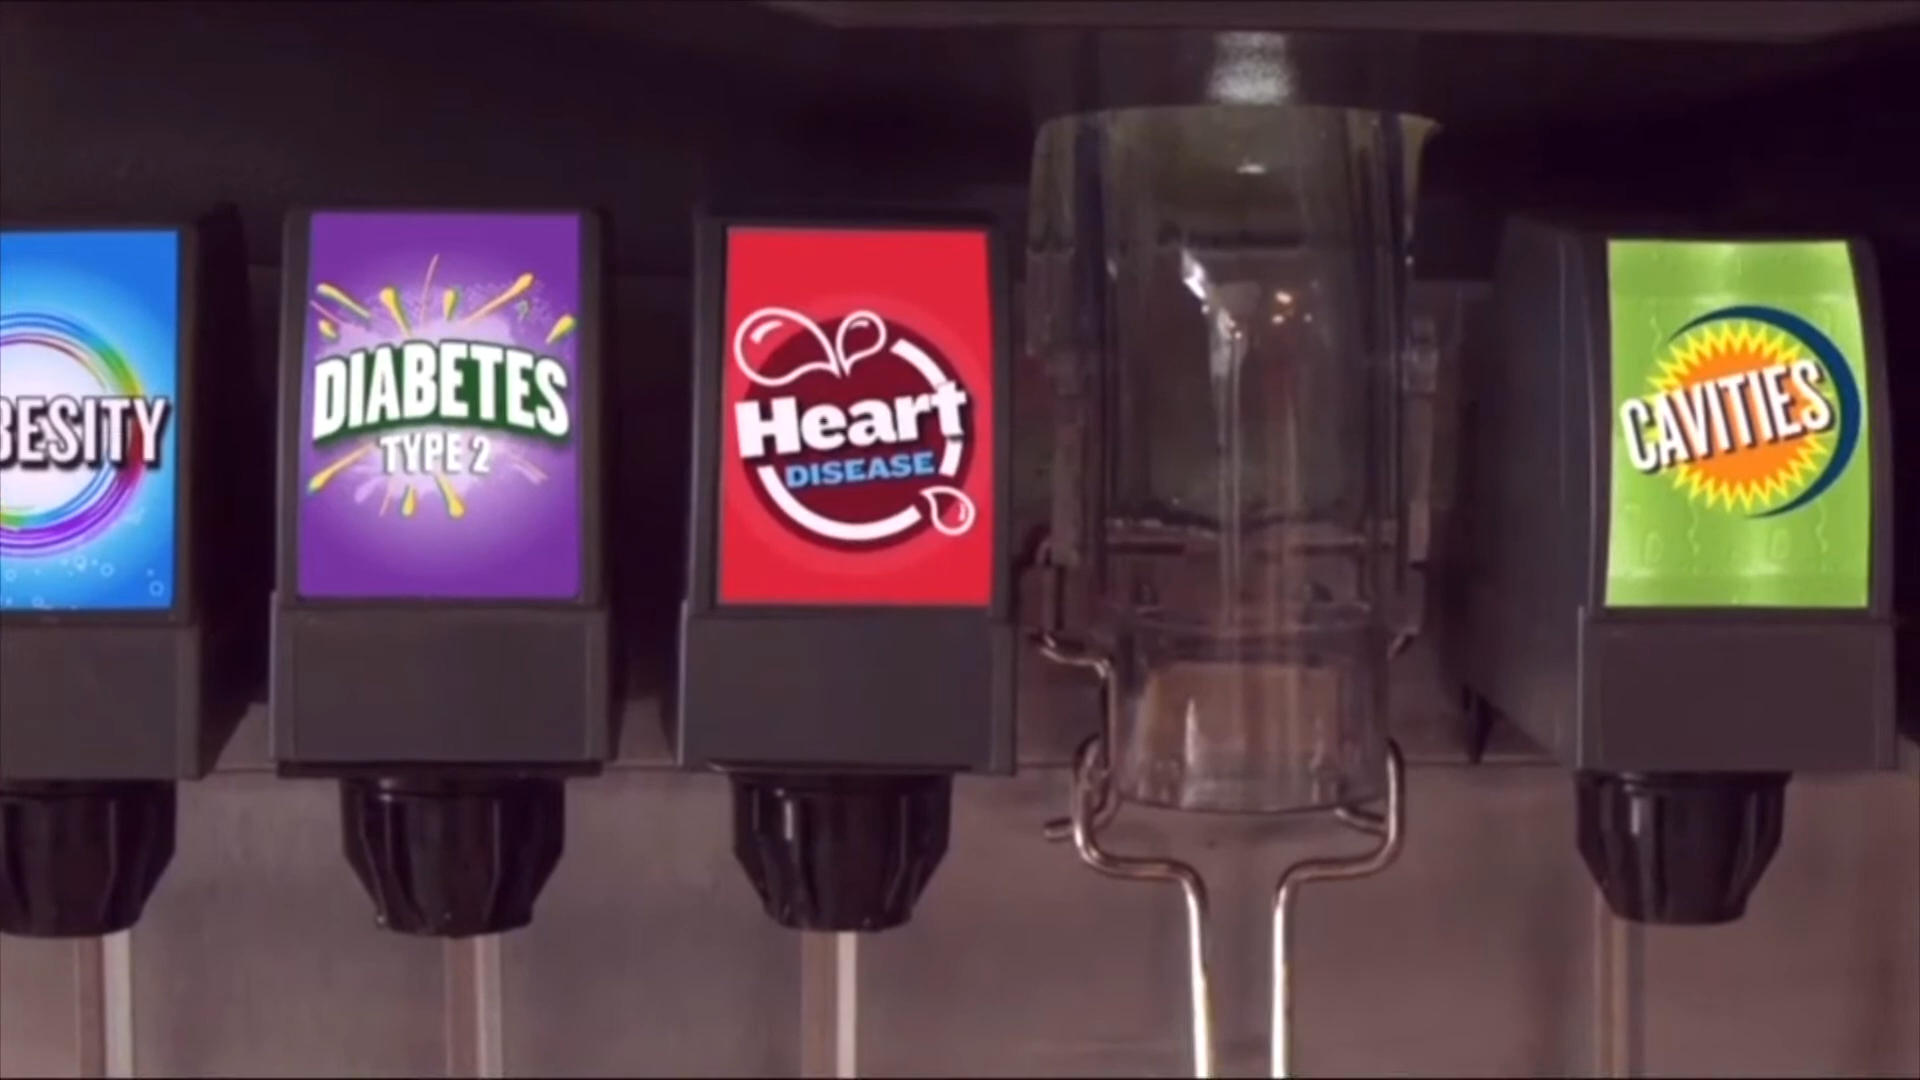 BESITY
DIABETES
TYPE 2
Heart
DISEASE
CAVITIES